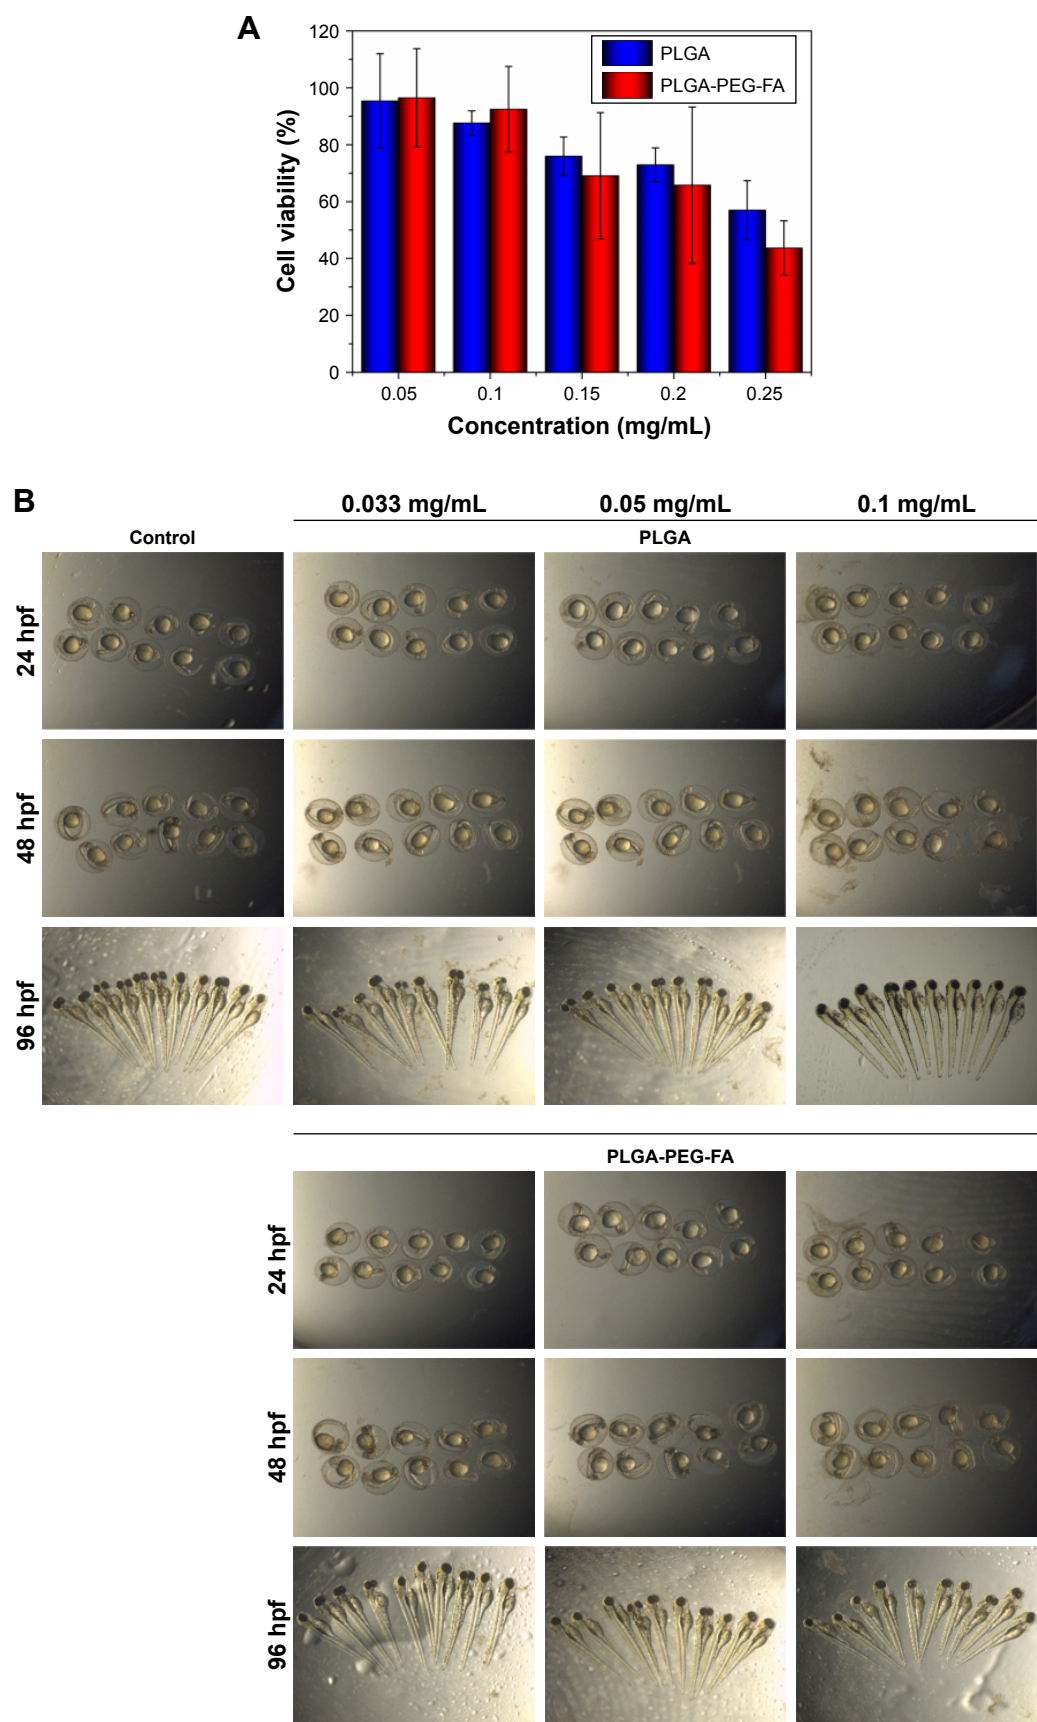 A
120
100
80
60
40
20
0
Cell viability (%)
PLGA
PLGA-PEG-FA
0.05 0.1 0.15 0.2 0.25
Concentration (mg/mL)
B
0.033 mg/mL 0.05 mg/mL 0.1 mg/mL
Control PLGA
24 hpf
48 hpf
96 hpf
PLGA-PEG-FA
24 hpf
48 hpf
96 hpf